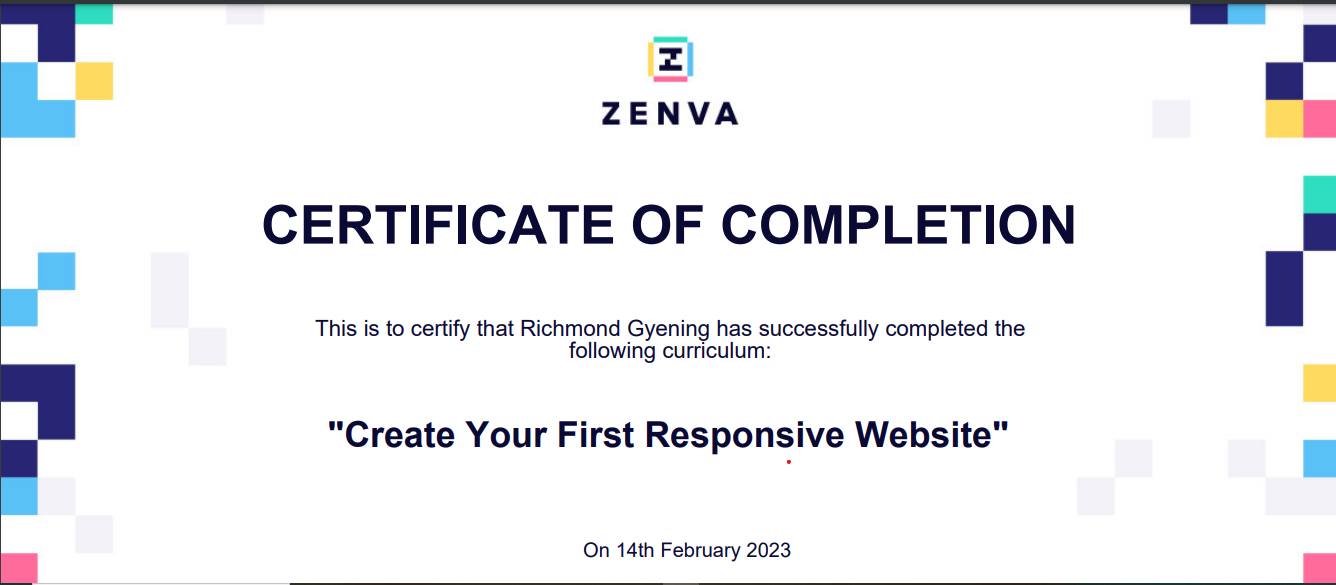 ZENVA
CERTIFICATE OF COMPLETION
This is to certify that Richmond Gyening has successfully completed the
following curriculum:
"Create Your First Responsive Website"
On 14th February 2023